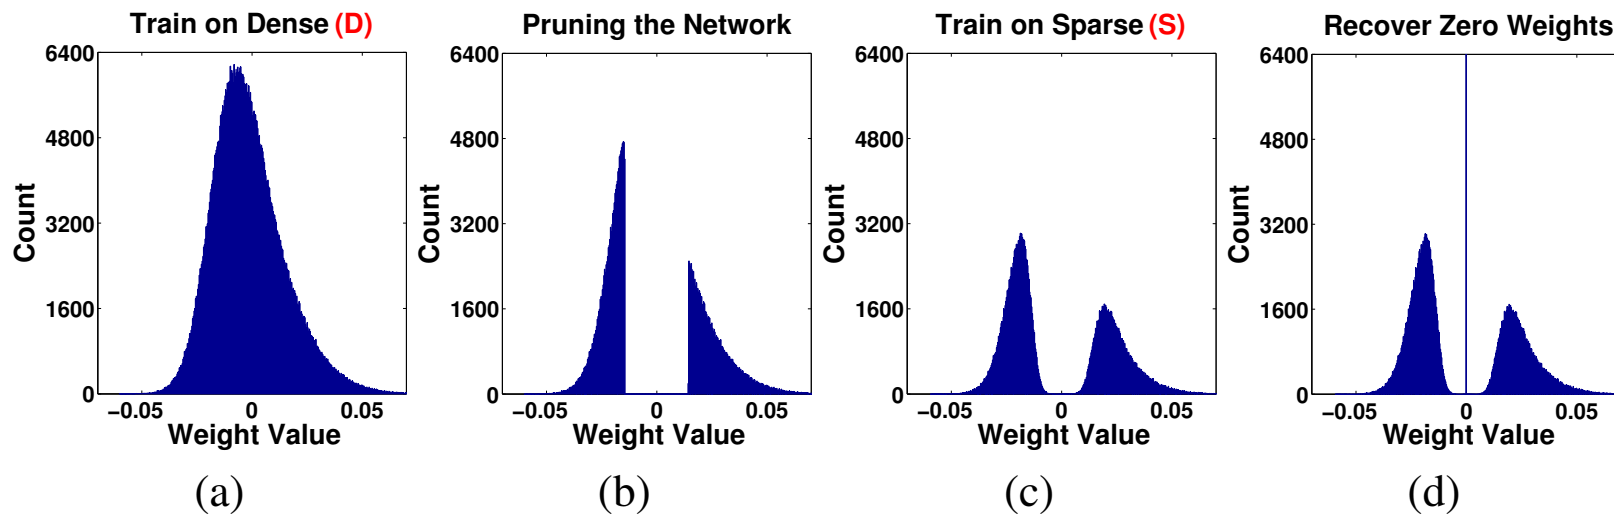 Train on Dense (D)
6400
4800
3200
1600
0
Count
−0.05 0 0.05
Weight Value
(a)
Pruning the Network
6400
4800
3200
1600
0
Count
−0.05 0 0.05
Weight Value
(b)
Train on Sparse (S)
6400
4800
3200
1600
0
Count
−0.05 0 0.05
Weight Value
(c)
Recover Zero Weights
6400
4800
3200
1600
0
Count
−0.05 0 0.05
Weight Value
(d)